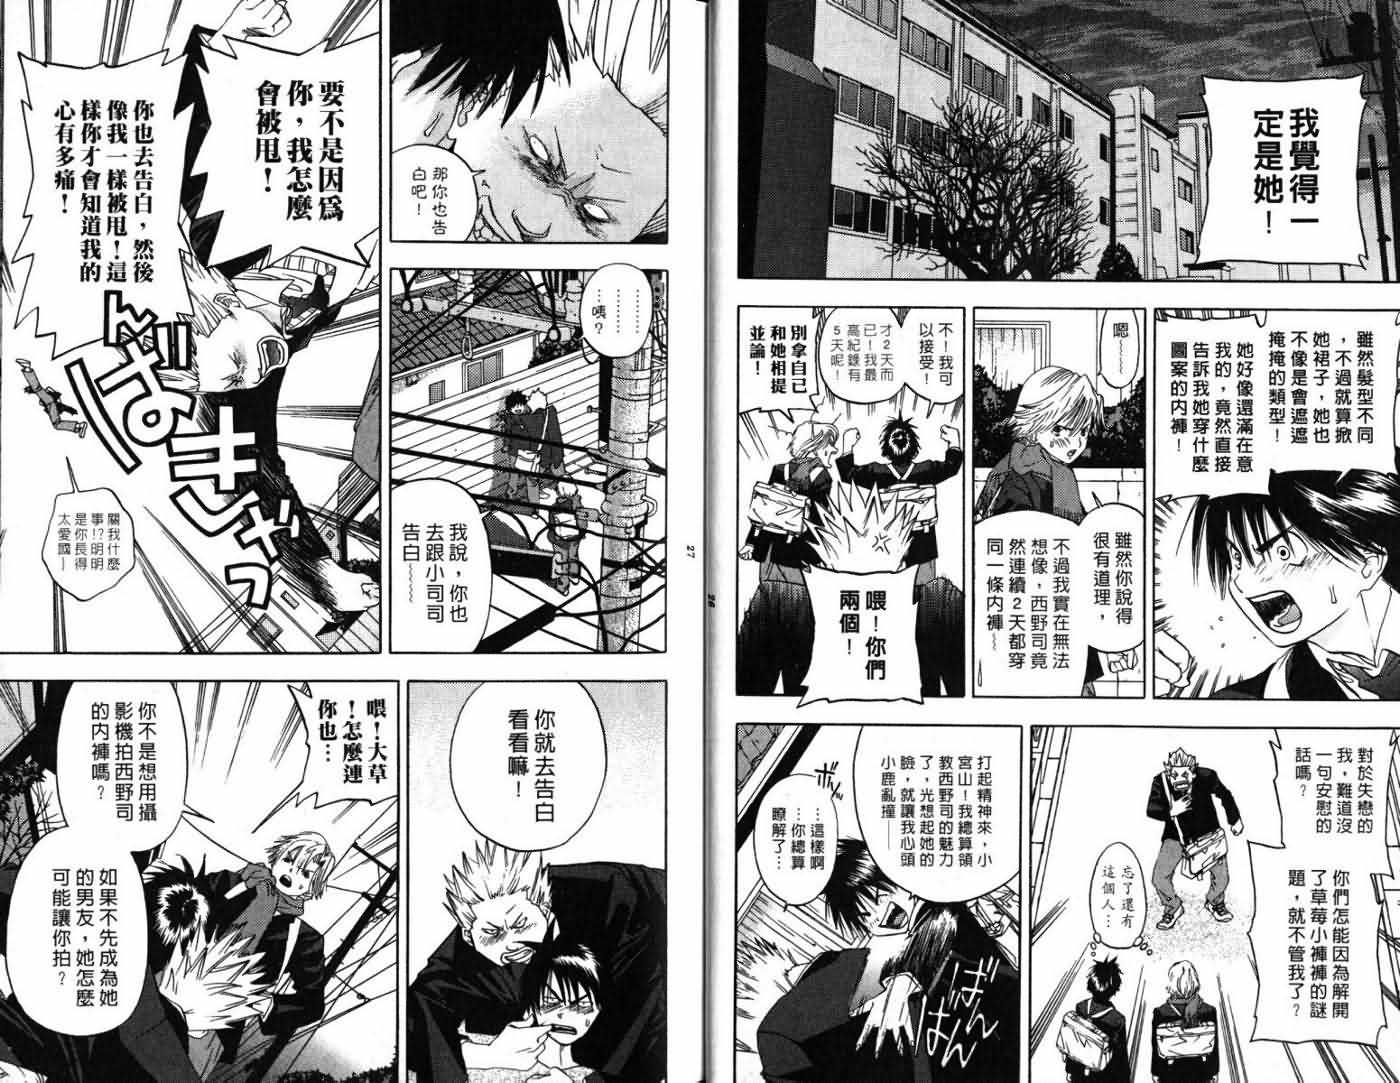 我覺得一
定是她！
雖然髮型不同
，不過就算掀
她裙子，她也
不像是會遮遮
掩掩的類型！
她好像還滿在意
我的，竟然直接
告訴我她穿什麼
圖案的內褲！
嗯～～～
雖然你說得
很有道理，
不過我實在無法
想像，西野司竟
然連續２天都穿
同一條內褲～
不！我可
以接受！
才２天而
已！我最
高紀錄有
５天呢！
別拿自己
和她相提
並論！
喂！你們
兩個！
對於失戀的
我，難道沒
一句安慰的
話嗎？
你們怎能因為解開
了草莓小褲褲的謎
題，就不管我了？
忘了還有
這個人…
打起精神來，小
宮山！我總算領
教西野司的魅力
了，光想起她的
臉，就讓我心頭
小鹿亂撞──
…這樣啊
…你總算
瞭解了…
ばん
ばん
26
27
那你也告
白吧！
………
………
…咦？
我說，你也
去跟小司司
告白～～
要不是因為
你，我怎麼
會被甩！
你也去告白，然後
像我一樣被甩！這
樣你才會知道我的
心有多痛！
んばきゃっ
關我什麼
事!?明明
是你長得
太愛國─
你就去告白
看看嘛！
喂！大草
！怎麼連
你也…
你不是想用攝
影機拍西野司
的內褲嗎？
如果不先成為她
的男友，她怎麼
可能讓你拍？